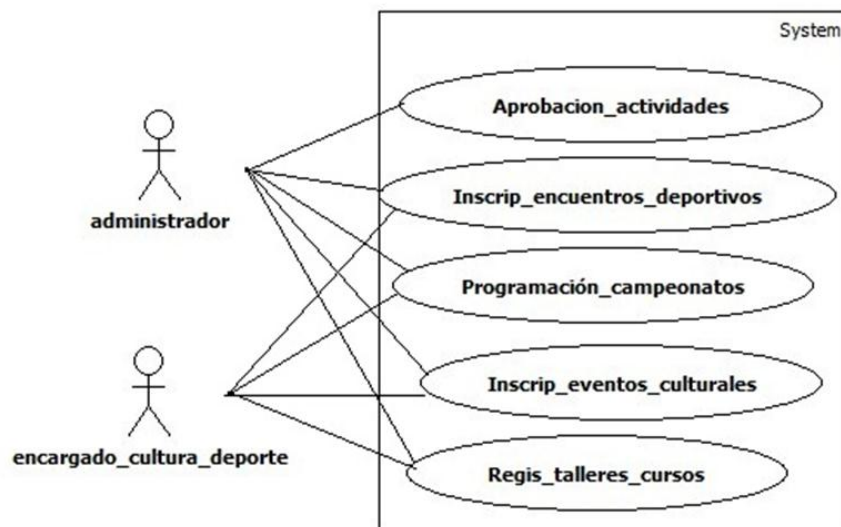 System
Aprobacion_actividades
administrador
Inscrip_encuentros_deportivos
Programación_campeonatos
Inscrip_eventos_culturales
encargado_cultura_deporte
Regis_talleres_cursos